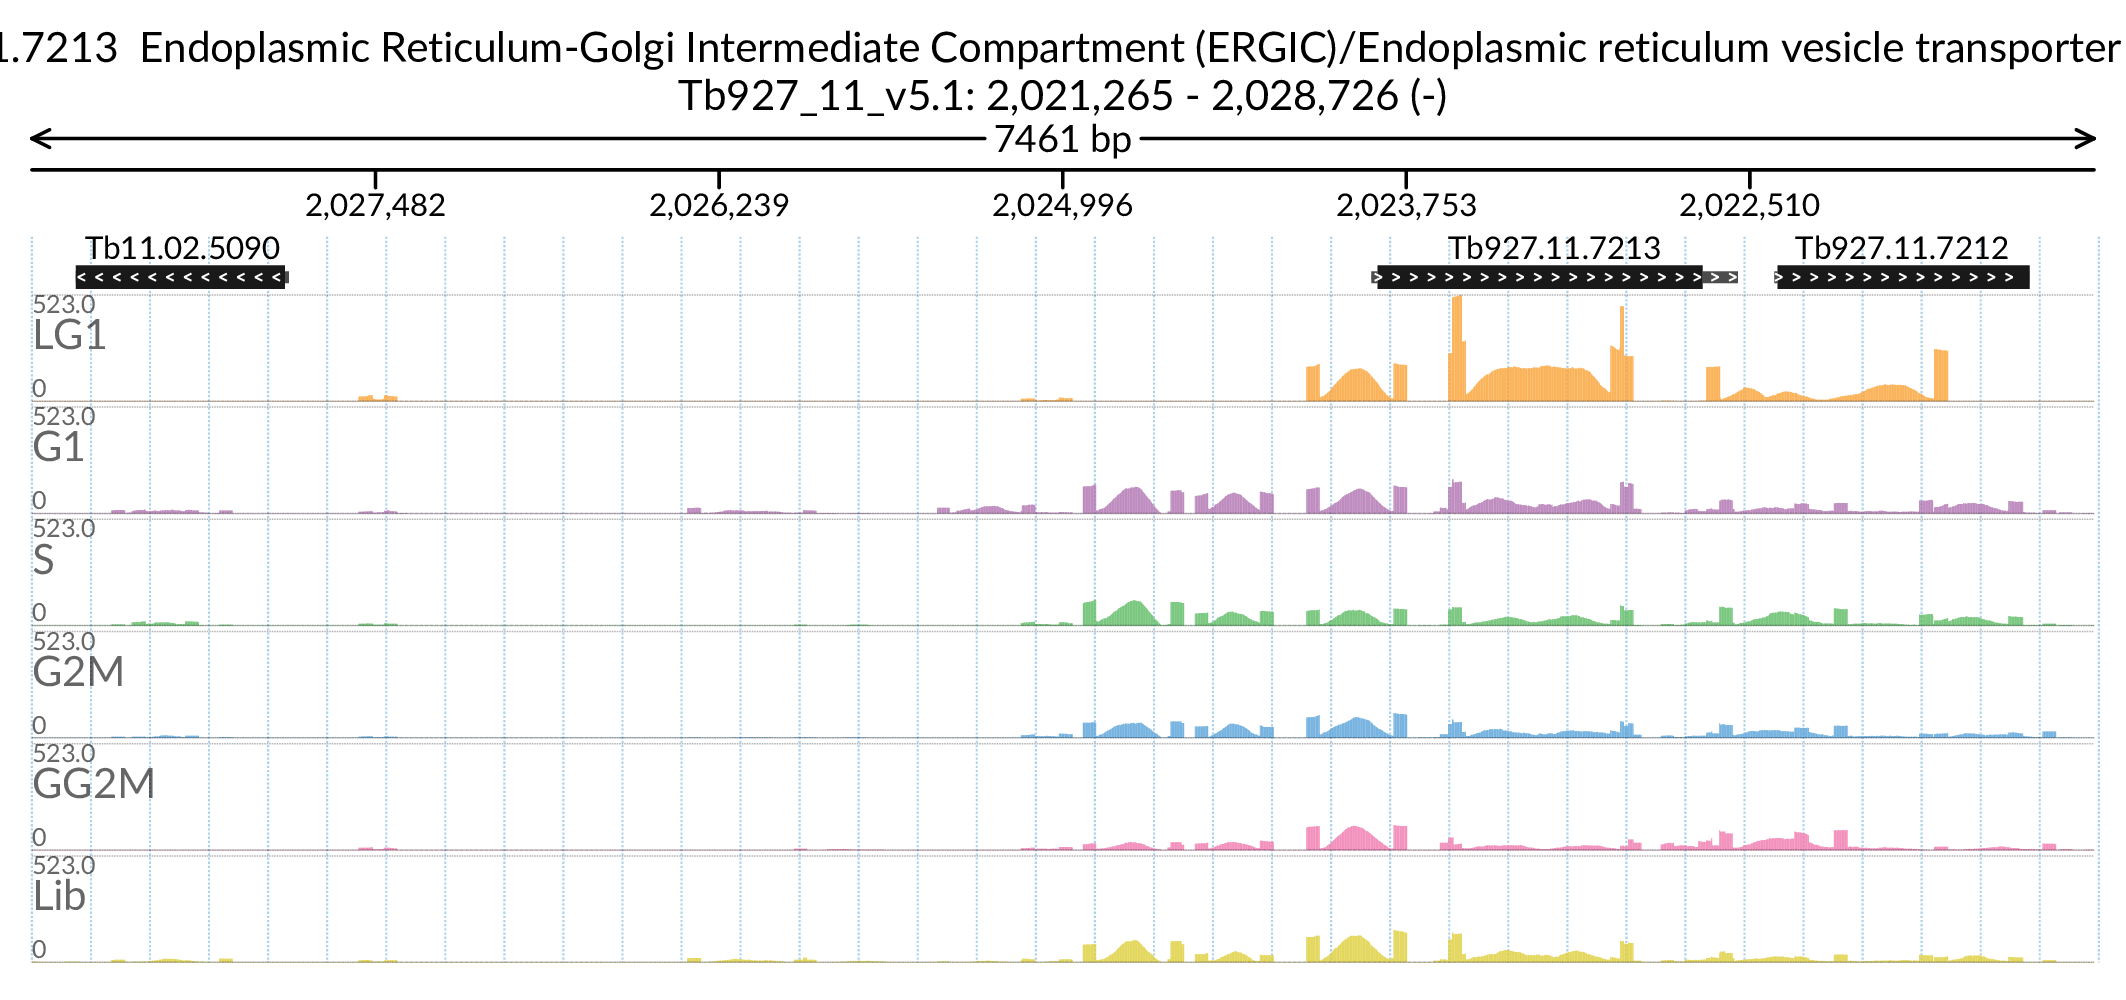 1.7213 Endoplasmic Reticulum-Golgi Intermediate Compartment (ERGIC)/Endoplasmic reticulum vesicle transporter
Tb927_11_v5.1: 2,021,265 - 2,028,726 (-)
7461 bp
2,027,482 2,026,239 2,024,996 2,023,753 2,022,510
Tb11.02.5090 Tb927.11.7213 Tb927.11.7212
523.0
LG1
0
523.0
G1
0
523.0
S
0
523.0
G2M
0
523.0
GG2M
0
523.0
Lib
0